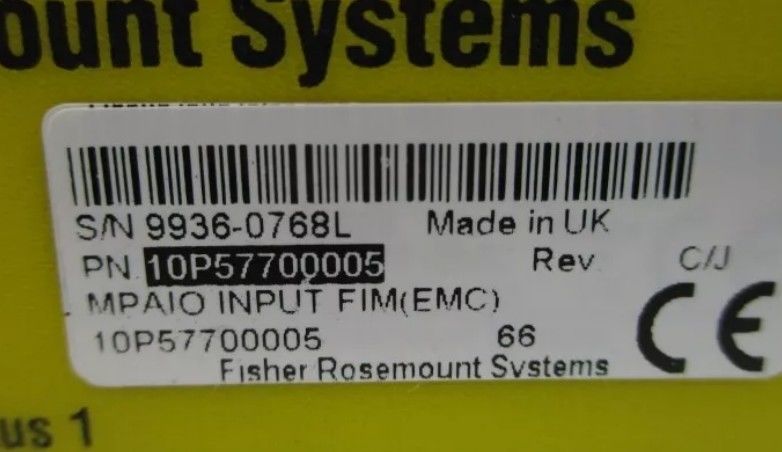 ount Systems
S/N 9936-0768L Made in UK
PN 10P57700005 Rev C/J
MPAIO INPUT FIM(EMC)
10P57700005 66
CE
Fisher Rosemount Systems
us 1